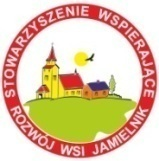 STOWARZYSZENIE WSPIERAJĄCE
ROZWÓJ WSI JAMIELNIK